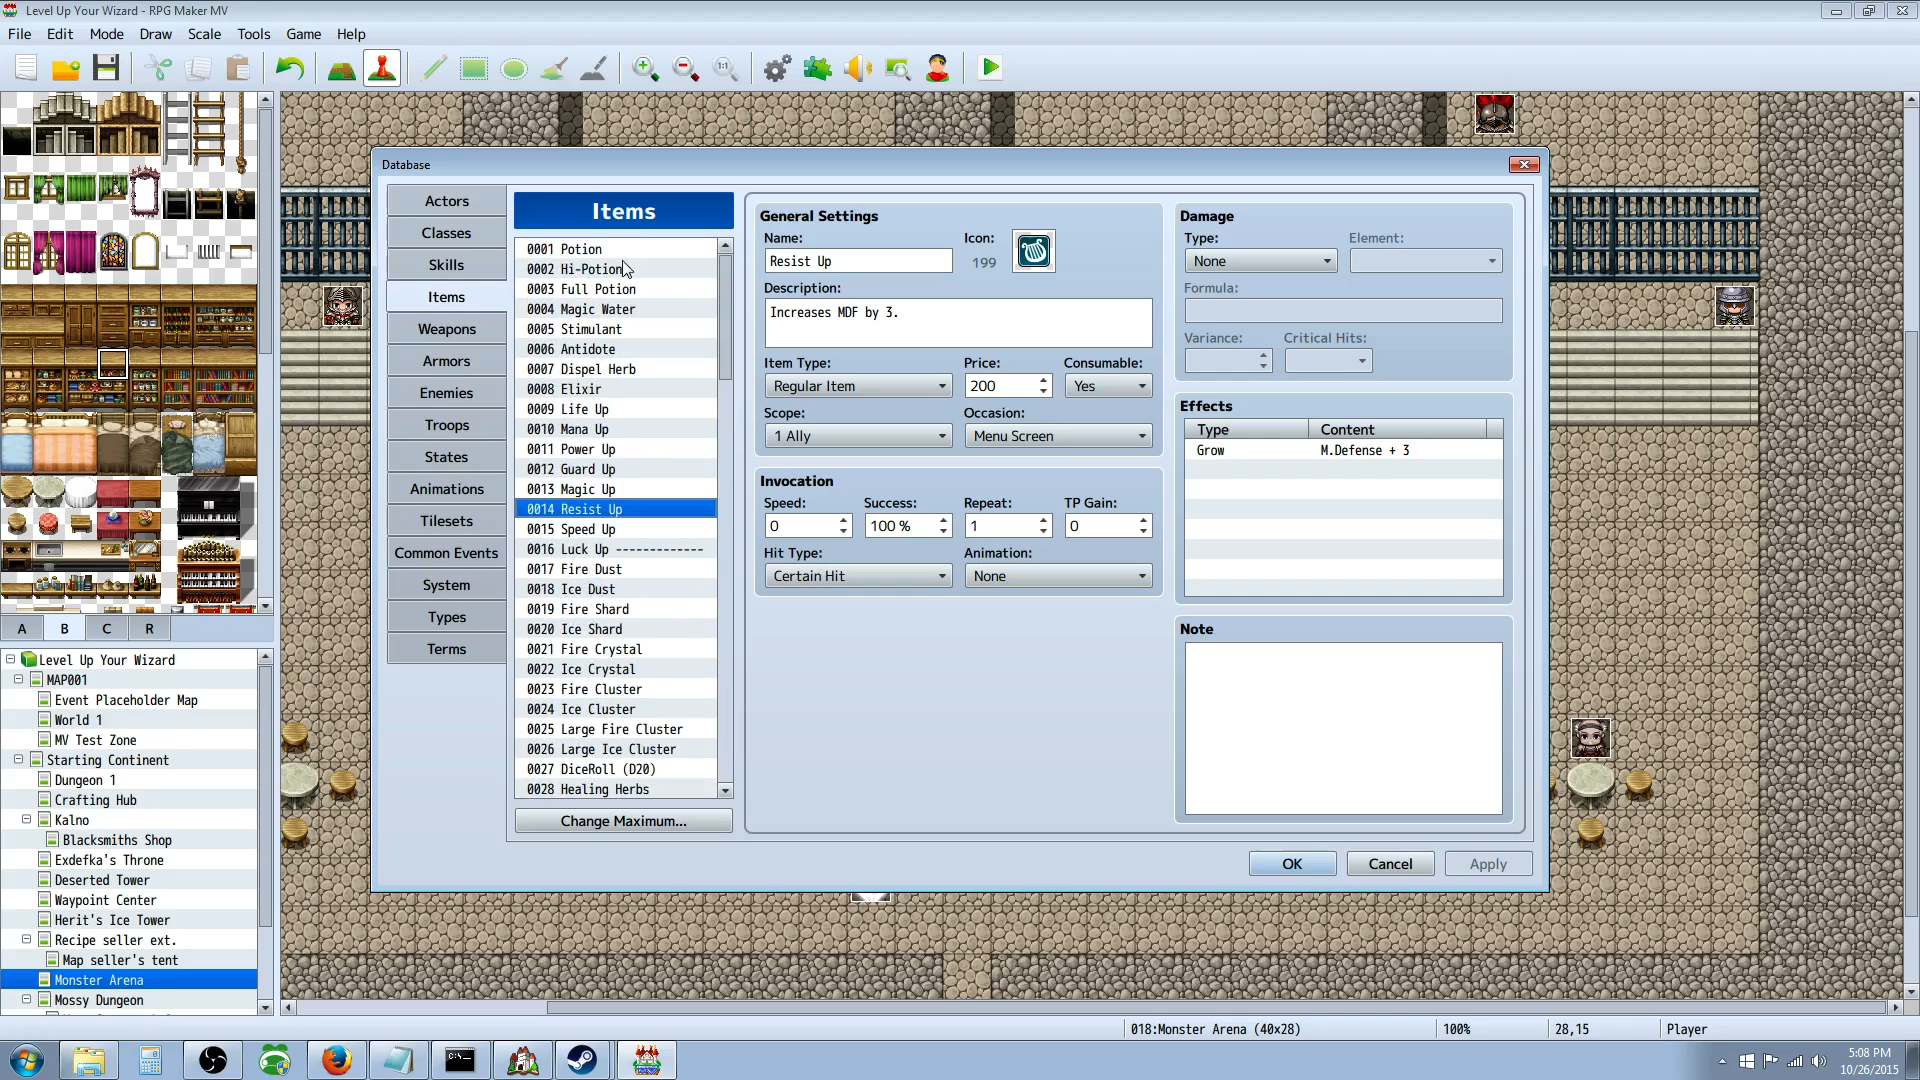 Level Up Your Wizard - RPG Maker MV
File Edit Mode Draw Scale Tools Game Help
1:1
Database
Actors
Classes
Skills
Items
Weapons
Armors
Enemies
Troops
States
Animations
Tilesets
Common Events
System
Types
Terms
Items
0001 Potion
0002 Hi-Potion
0003 Full Potion
0004 Magic Water
0005 Stimulant
0006 Antidote
0007 Dispel Herb
0008 Elixir
0009 Life Up
0010 Mana Up
0011 Power Up
0012 Guard Up
0013 Magic Up
0014 Resist Up
0015 Speed Up
0016 Luck Up -------------
0017 Fire Dust
0018 Ice Dust
0019 Fire Shard
0020 Ice Shard
0021 Fire Crystal
0022 Ice Crystal
0023 Fire Cluster
0024 Ice Cluster
0025 Large Fire Cluster
0026 Large Ice Cluster
0027 DiceRoll (D20)
0028 Healing Herbs
Change Maximum...
General Settings
Name: Icon:
Resist Up 199
Description:
Increases MDF by 3.
Item Type: Price: Consumable:
Regular Item 200 Yes
Scope: Occasion:
1 Ally Menu Screen
Invocation
Speed: Success: Repeat: TP Gain:
0 100 % 1 0
Hit Type: Animation:
Certain Hit None
Damage
Type: Element:
None
Formula:
Variance: Critical Hits:
Effects
Type Content
Grow M.Defense + 3
Note
OK Cancel Apply
A B C R
Level Up Your Wizard
MAP001
Event Placeholder Map
World 1
MV Test Zone
Starting Continent
Dungeon 1
Crafting Hub
Kalno
Blacksmiths Shop
Exdefka's Throne
Deserted Tower
Waypoint Center
Herit's Ice Tower
Recipe seller ext.
Map seller's tent
Monster Arena
Mossy Dungeon
018:Monster Arena (40x28) 100% 28,15 Player
5:08 PM
10/26/2015